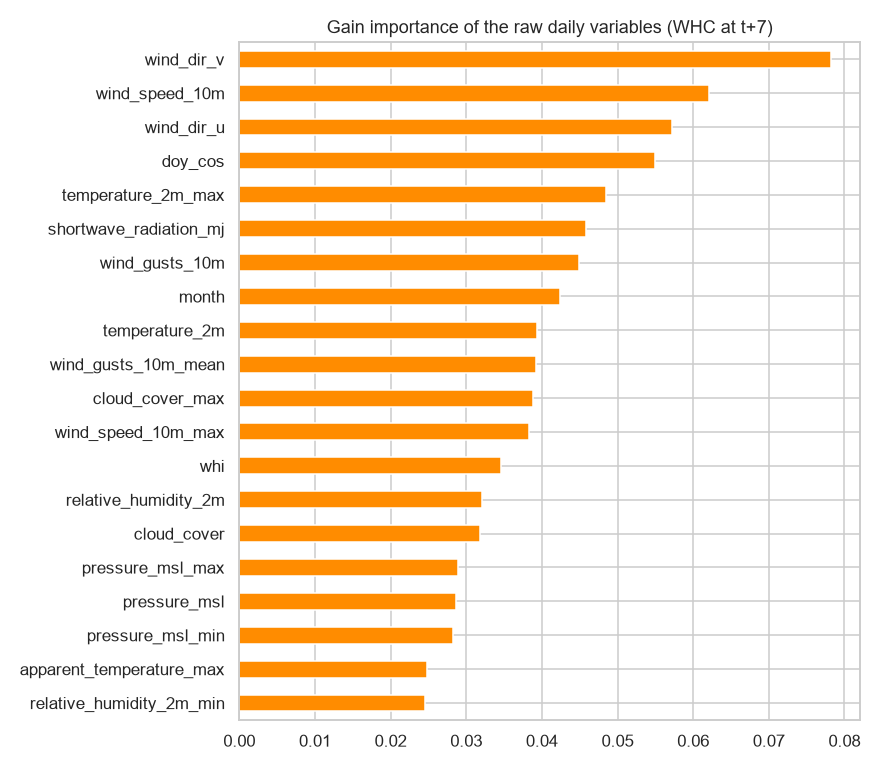 Gain importance of the raw daily variables (WHC at t+7)
wind_dir_v
wind_speed_10m
wind_dir_u
doy_cos
temperature_2m_max
shortwave_radiation_mj
wind_gusts_10m
month
temperature_2m
wind_gusts_10m_mean
cloud_cover_max
wind_speed_10m_max
whi
relative_humidity_2m
cloud_cover
pressure_msl_max
pressure_msl
pressure_msl_min
apparent_temperature_max
relative_humidity_2m_min
0.00 0.01 0.02 0.03 0.04 0.05 0.06 0.07 0.08